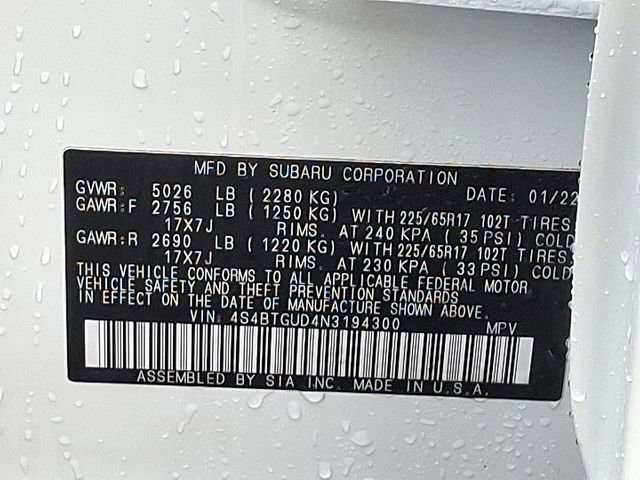 MFD BY SUBARU CORPORATION
GVWR: 5026 LB (2280 KG) DATE: 01/22
GAWR:F 2756 LB (1250 KG) WITH 225/65R17 102T TIRES
17X7J RIMS. AT 240 KPA (35 PSI) COLD
GAWR:R 2690 LB (1220 KG) WITH 225/65R17 102T TIRES
17X7J RIMS. AT 230 KPA (33 PSI) COLD
THIS VEHICLE CONFORMS TO ALL APPLICABLE FEDERAL MOTOR
VEHICLE SAFETY AND THEFT PREVENTION STANDARDS
IN EFFECT ON THE DATE OF MANUFACTURE SHOWN ABOVE.
VIN: 4S4BTGUD4N3194300 MPV
ASSEMBLED BY SIA INC. MADE IN U.S.A.